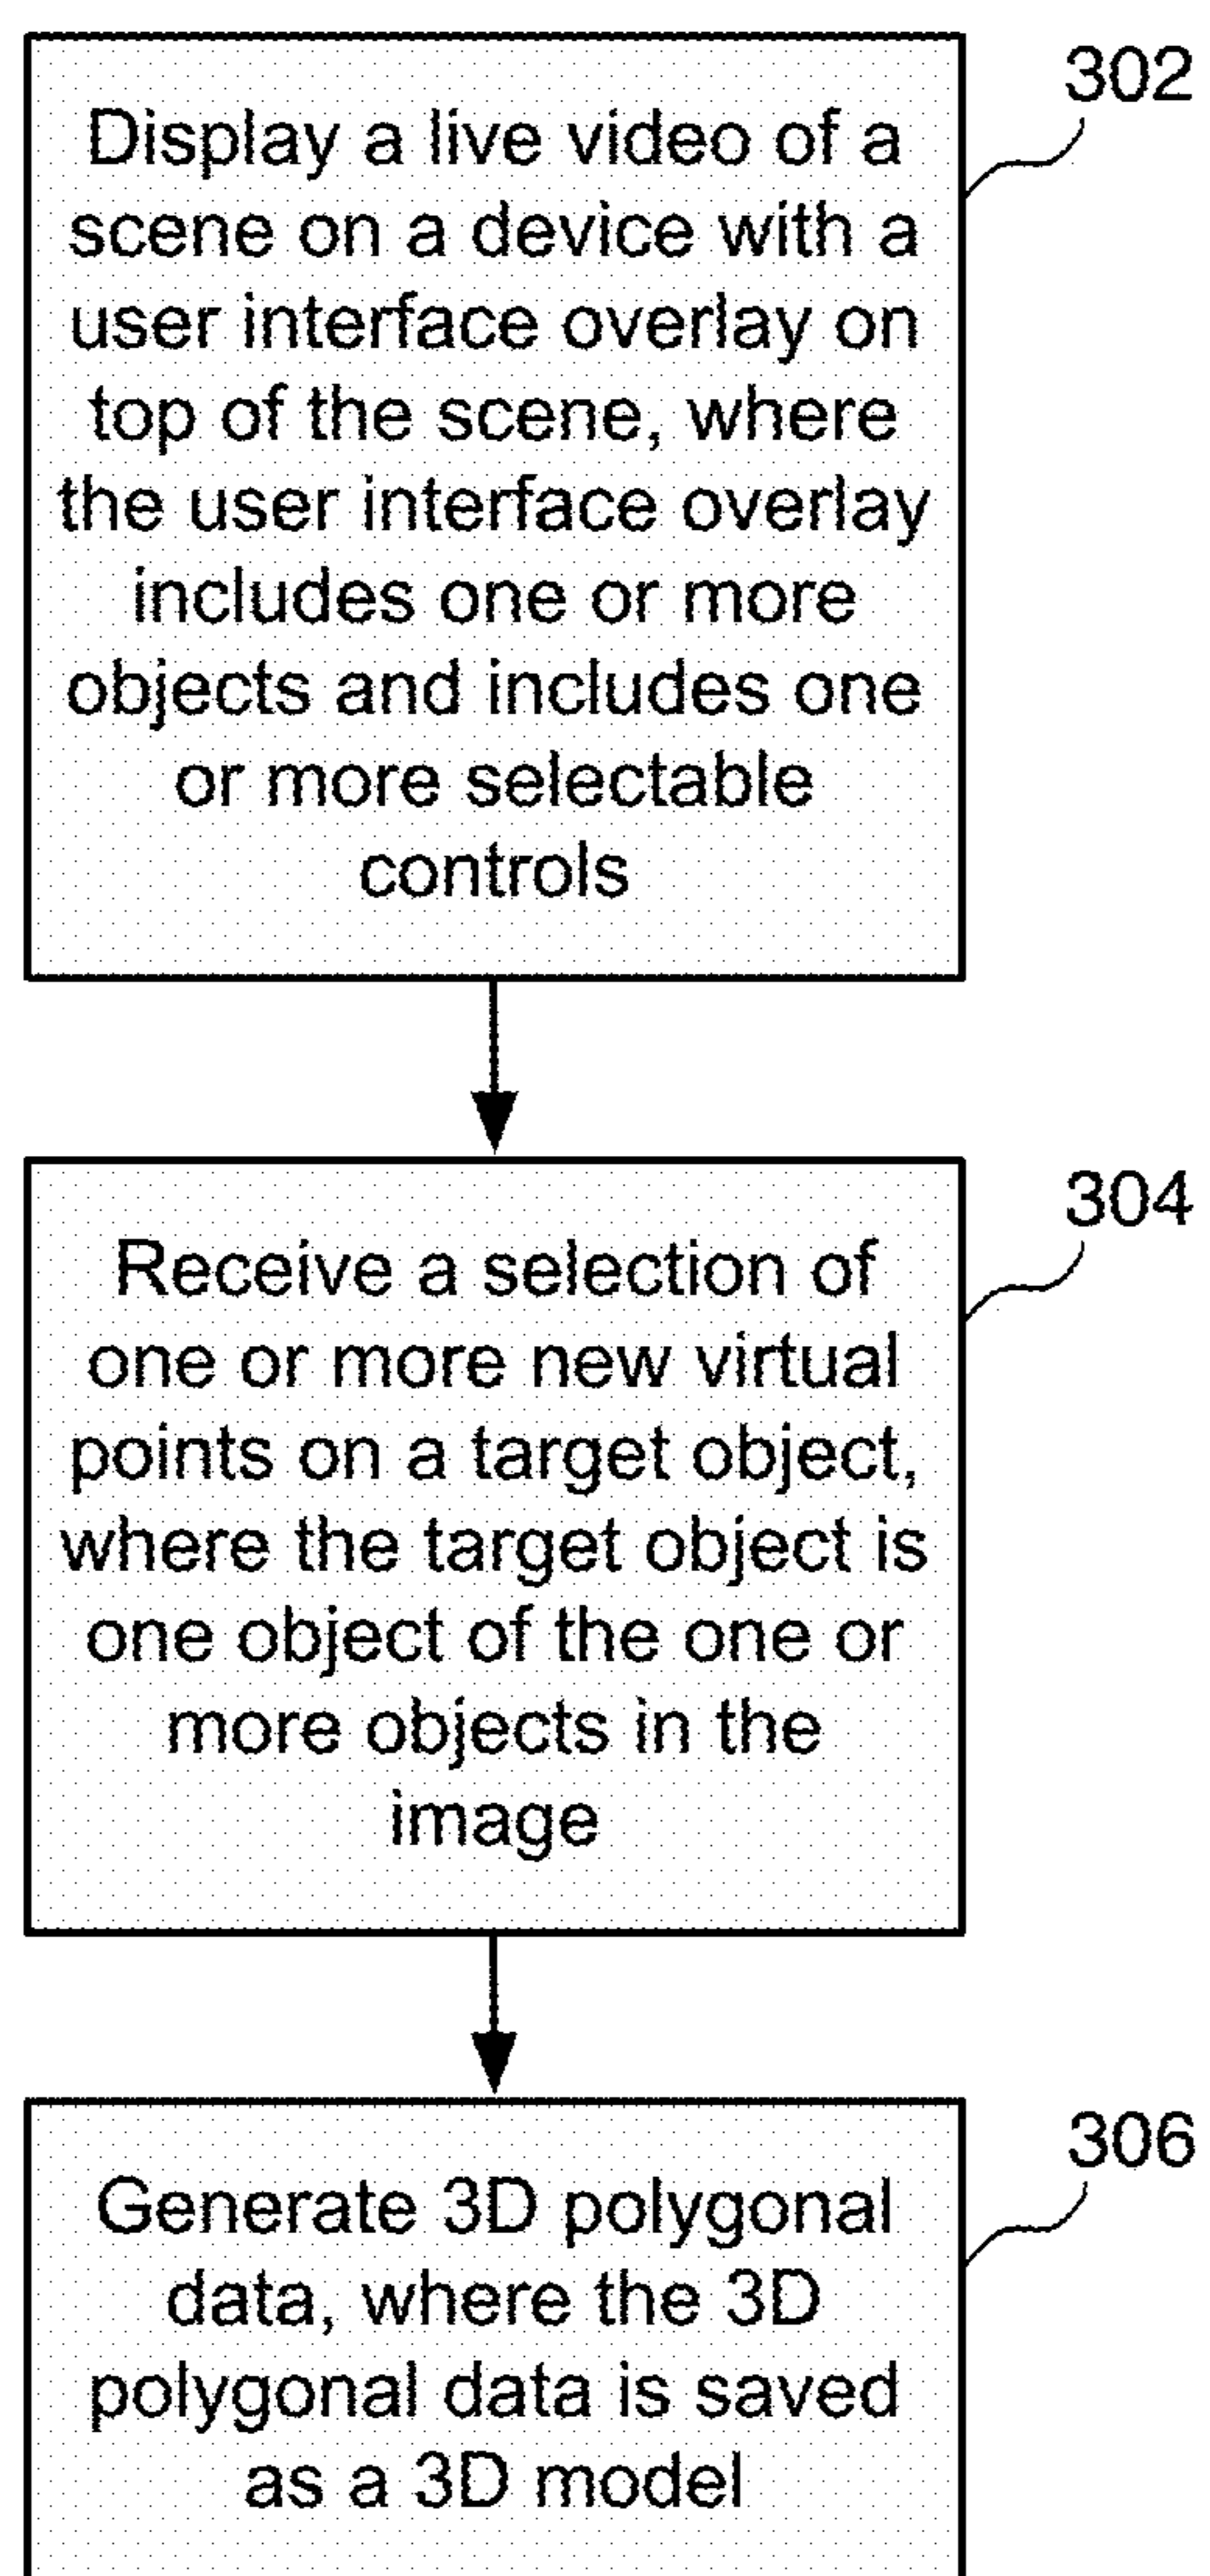 302
Display a live video of a
scene on a device with a
user interface overlay on
top of the scene, where
the user interface overlay
includes one or more
objects and includes one
or more selectable
controls
304
Receive a selection of
one or more new virtual
points on a target object,
where the target object is
one object of the one or
more objects in the
image
306
Generate 3D polygonal
data, where the 3D
polygonal data is saved
as a 3D model